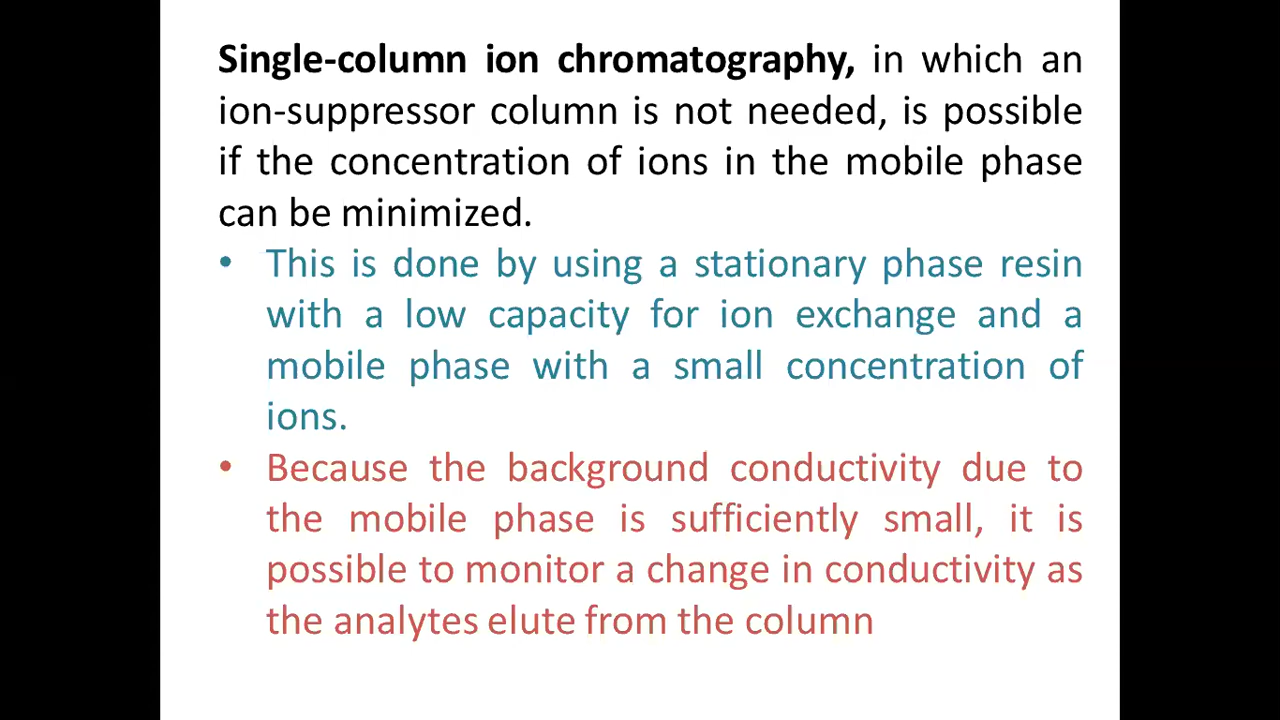 Single-column ion chromatography, in which an
ion-suppressor column is not needed, is possible
if the concentration of ions in the mobile phase
can be minimized.
• This is done by using a stationary phase resin
with a low capacity for ion exchange and a
mobile phase with a small concentration of
ions.
• Because the background conductivity due to
the mobile phase is sufficiently small, it is
possible to monitor a change in conductivity as
the analytes elute from the column